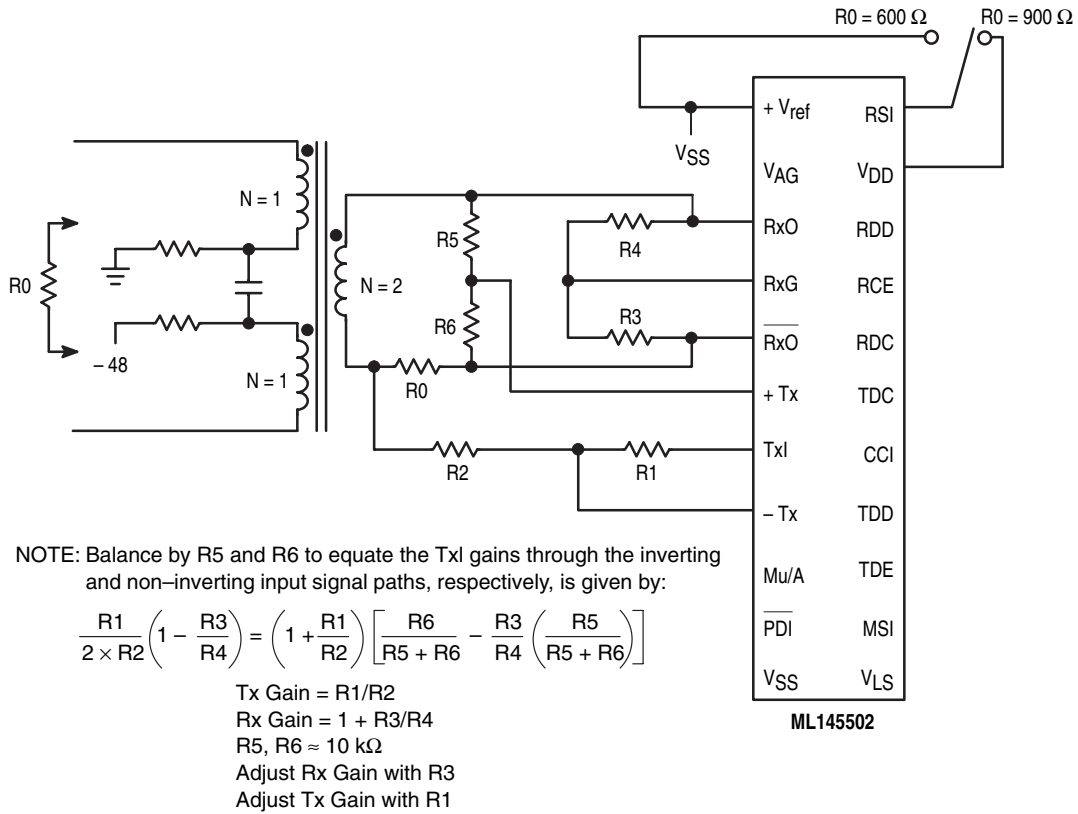 R0 = 600 Ω R0 = 900 Ω
+ Vref RSI
VSS
VAG VDD
N = 1
RxO RDD
R4
R5
R0
N = 2
RxG RCE
R6
R3
RxO RDC
– 48
N = 1
R0
+ Tx TDC
TxI CCI
R2 R1
– Tx TDD
NOTE: Balance by R5 and R6 to equate the TxI gains through the inverting
and non–inverting input signal paths, respectively, is given by:
Mu/A TDE
R1 / (2 × R2) (1 – R3 / R4) = (1 + R1 / R2) [R6 / (R5 + R6) – R3 / R4 (R5 / (R5 + R6))]
PDI MSI
VSS VLS
Tx Gain = R1/R2
ML145502
Rx Gain = 1 + R3/R4
R5, R6 ≈ 10 kΩ
Adjust Rx Gain with R3
Adjust Tx Gain with R1